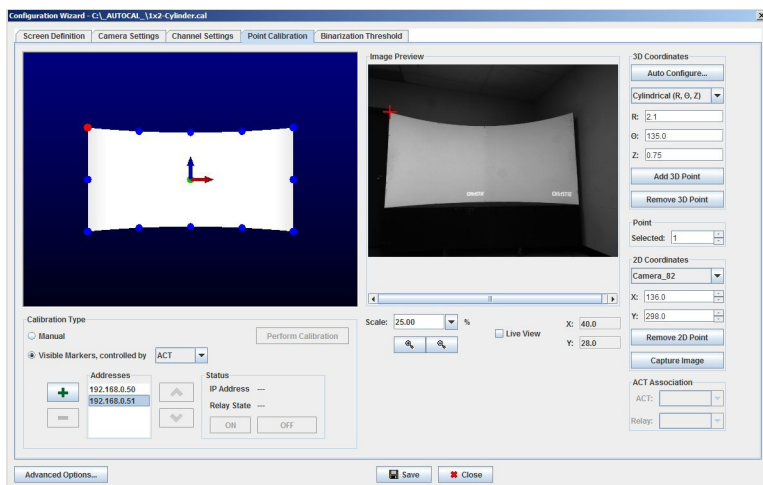 Configuration Wizard - C:\_AUTOCAL_\1x2-Cylinder.cal
Screen Definition
Camera Settings
Channel Settings
Point Calibration
Binarization Threshold
Image Preview
3D Coordinates
Auto Configure...
Cylindrical (R, Θ, Z)
R: 2.1
Θ: 135.0
Z: 0.75
Add 3D Point
Remove 3D Point
Point
Selected: 1
2D Coordinates
Camera_82
X: 136.0
Y: 298.0
Remove 2D Point
Capture Image
ACT Association
ACT:
Relay:
Scale: 25.00 %
Live View
X: 40.0
Y: 28.0
Calibration Type
Manual
Perform Calibration
Visible Markers, controlled by ACT
Addresses
192.168.0.50
192.168.0.51
Status
IP Address ---
Relay State ---
ON
OFF
Advanced Options...
Save
Close